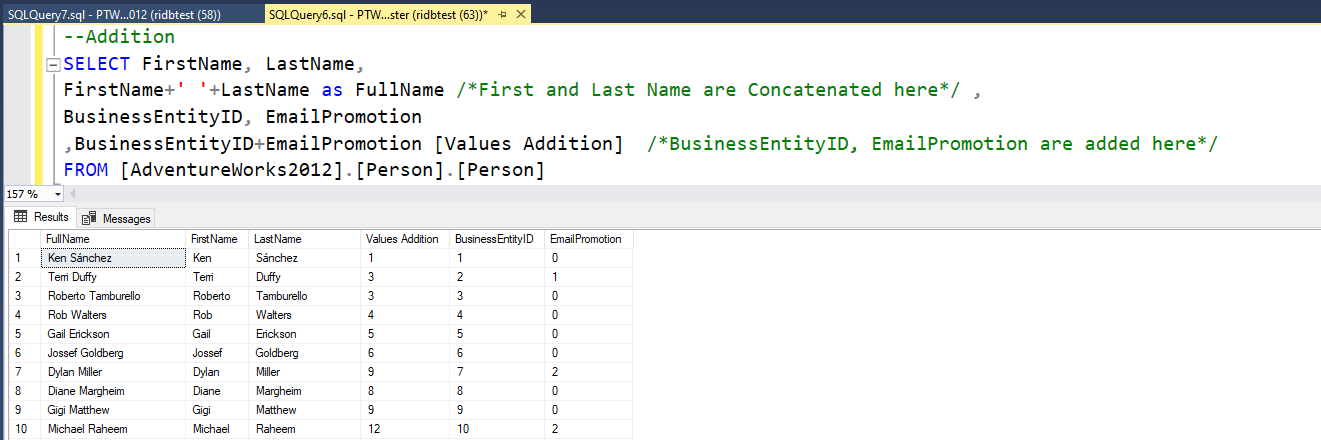 SQLQuery7.sql - PTW...012 (ridbtest (58)) SQLQuery6.sql - PTW...ster (ridbtest (63))*
--Addition
SELECT FirstName, LastName,
FirstName+' '+LastName as FullName /*First and Last Name are Concatenated here*/ ,
BusinessEntityID, EmailPromotion
,BusinessEntityID+EmailPromotion [Values Addition]  /*BusinessEntityID, EmailPromotion are added here*/
FROM [AdventureWorks2012].[Person].[Person]
157 %
Results Messages
FullName FirstName LastName Values Addition BusinessEntityID EmailPromotion
1 Ken Sánchez Ken Sánchez 1 1 0
2 Terri Duffy Terri Duffy 3 2 1
3 Roberto Tamburello Roberto Tamburello 3 3 0
4 Rob Walters Rob Walters 4 4 0
5 Gail Erickson Gail Erickson 5 5 0
6 Jossef Goldberg Jossef Goldberg 6 6 0
7 Dylan Miller Dylan Miller 9 7 2
8 Diane Margheim Diane Margheim 8 8 0
9 Gigi Matthew Gigi Matthew 9 9 0
10 Michael Raheem Michael Raheem 12 10 2